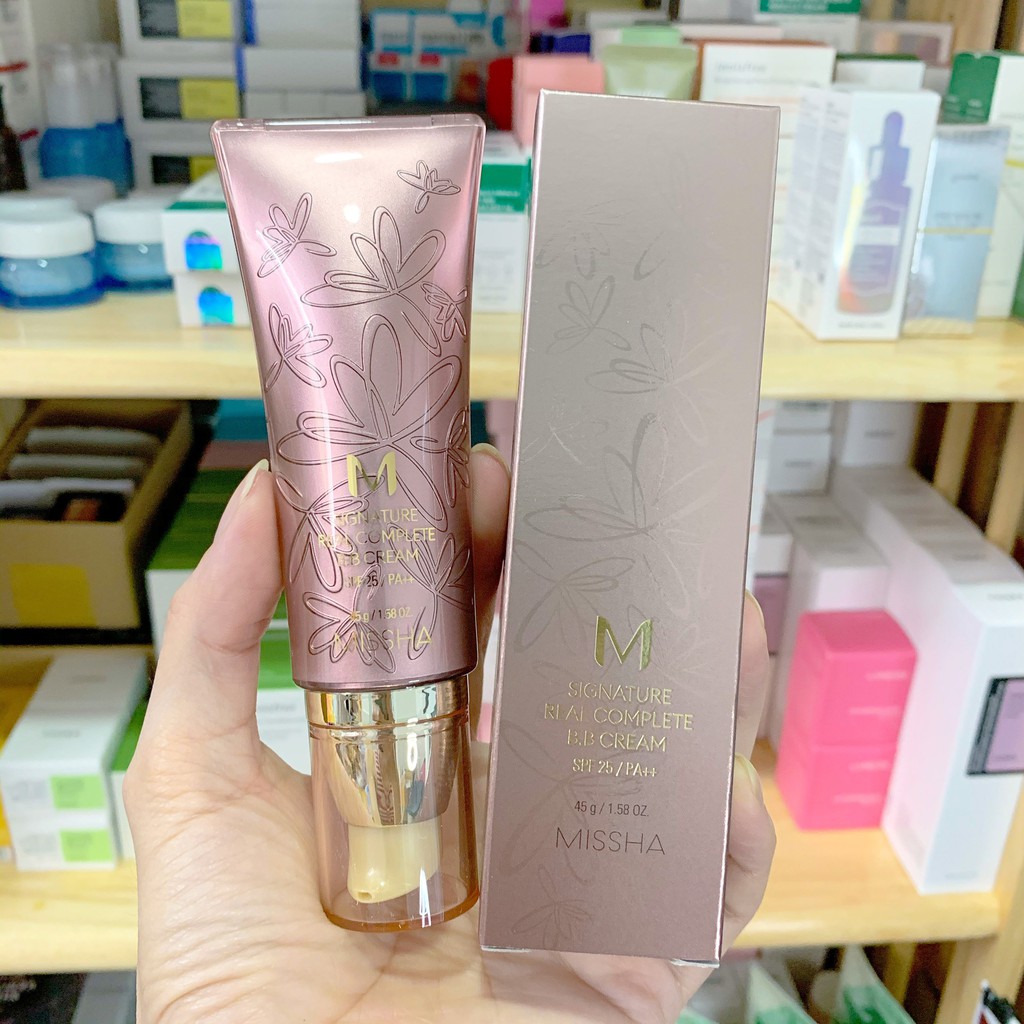 M
SIGNATURE
REAL COMPLETE
B.B CREAM
SPF 25 / PA++
45 g / 1.58 OZ.
MISSHA
M
SIGNATURE
REAL COMPLETE
B.B CREAM
SPF 25 / PA++
45 g / 1.58 OZ.
MISSHA